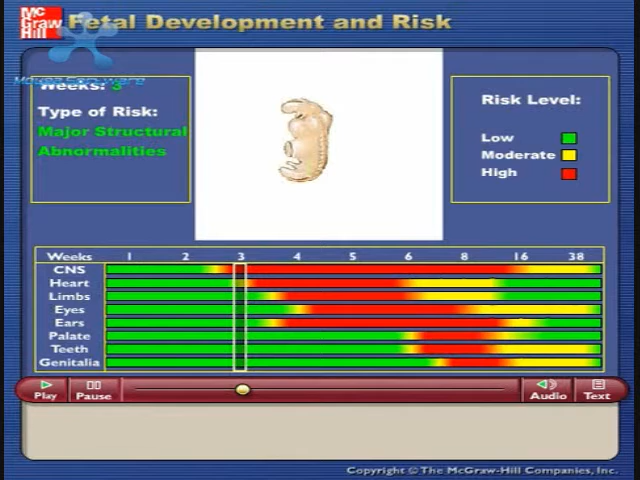 Mc
Graw
Hill
Fetal Development and Risk
Weeks: 3
Type of Risk:
Major Structural
Abnormalities
Risk Level:
Low
Moderate
High
Weeks 1 2 3 4 5 6 8 16 38
CNS
Heart
Limbs
Eyes
Ears
Palate
Teeth
Genitalia
Play
Pause
Audio
Text
Copyright © The McGraw-Hill Companies, Inc.